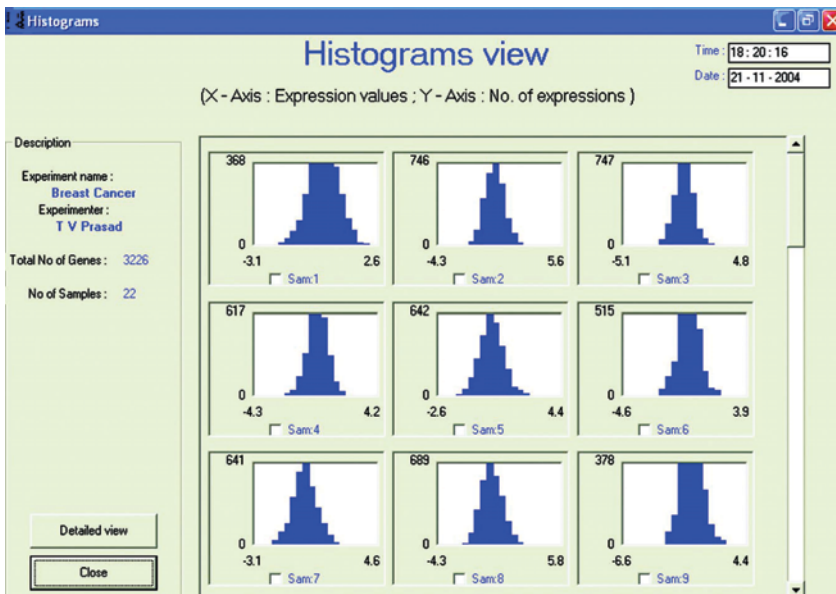 Histograms
Histograms view
Time : 18 : 20 : 16
Date : 21 - 11 - 2004
(X - Axis : Expression values ; Y - Axis : No. of expressions )
Description
Experiment name :
Breast Cancer
Experimenter :
T V Prasad
Total No of Genes : 3226
No of Samples : 22
368
0
-3.1 2.6
Sam:1
746
0
-4.3 5.6
Sam:2
747
0
-5.1 4.8
Sam:3
617
0
-4.3 4.2
Sam:4
642
0
-2.6 4.4
Sam:5
515
0
-4.6 3.9
Sam:6
641
0
-3.1 4.6
Sam:7
689
0
-4.3 5.8
Sam:8
378
0
-6.6 4.4
Sam:9
Detailed view
Close